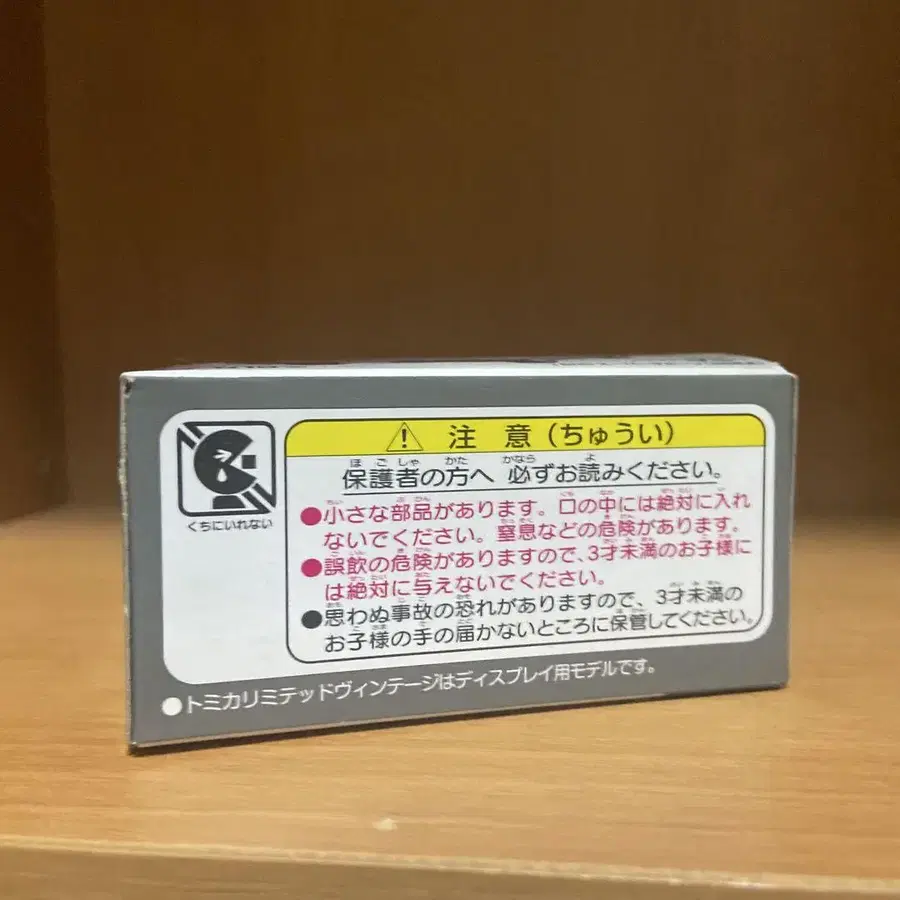 注意(ちゅうい)
保護者の方へ 必ずお読みください。
●小さな部品があります。口の中には絶対に入れ
ないでください。窒息などの危険があります。
●誤飲の危険がありますので、3才未満のお子様に
は絶対に与えないでください。
●思わぬ事故の恐れがありますので、3才未満の
お子様の手の届かないところに保管してください。
くちにいれない
●トミカリミテッドヴィンテージはディスプレイ用モデルです。